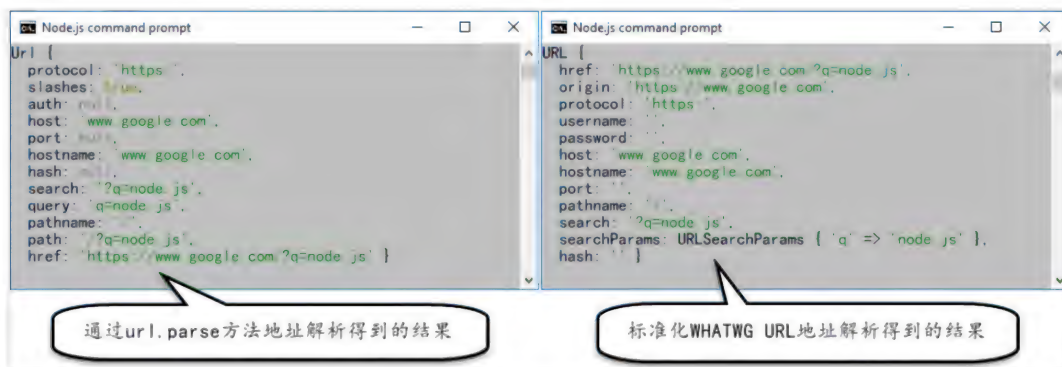 Node.js command prompt
Url {
protocol: 'https:',
slashes: true,
auth: null,
host: 'www.google.com',
port: null,
hostname: 'www.google.com',
hash: null,
search: '?q=node.js',
query: 'q=node.js',
pathname: '/',
path: '/?q=node.js',
href: 'https://www.google.com/?q=node.js' }
通过url.parse方法地址解析得到的结果
Node.js command prompt
URL {
href: 'https://www.google.com/?q=node.js',
origin: 'https://www.google.com',
protocol: 'https:',
username: '',
password: '',
host: 'www.google.com',
hostname: 'www.google.com',
port: '',
pathname: '/',
search: '?q=node.js',
searchParams: URLSearchParams { 'q' => 'node.js' },
hash: '' }
标准化WHATWG URL地址解析得到的结果